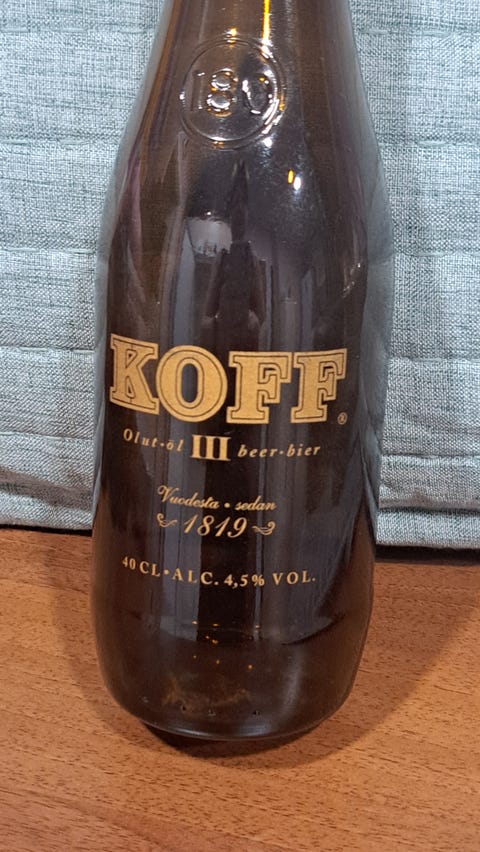 180
KOFF®
Olut·öl III beer·bier
Vuodesta • sedan
1819
40 CL • ALC. 4,5% VOL.